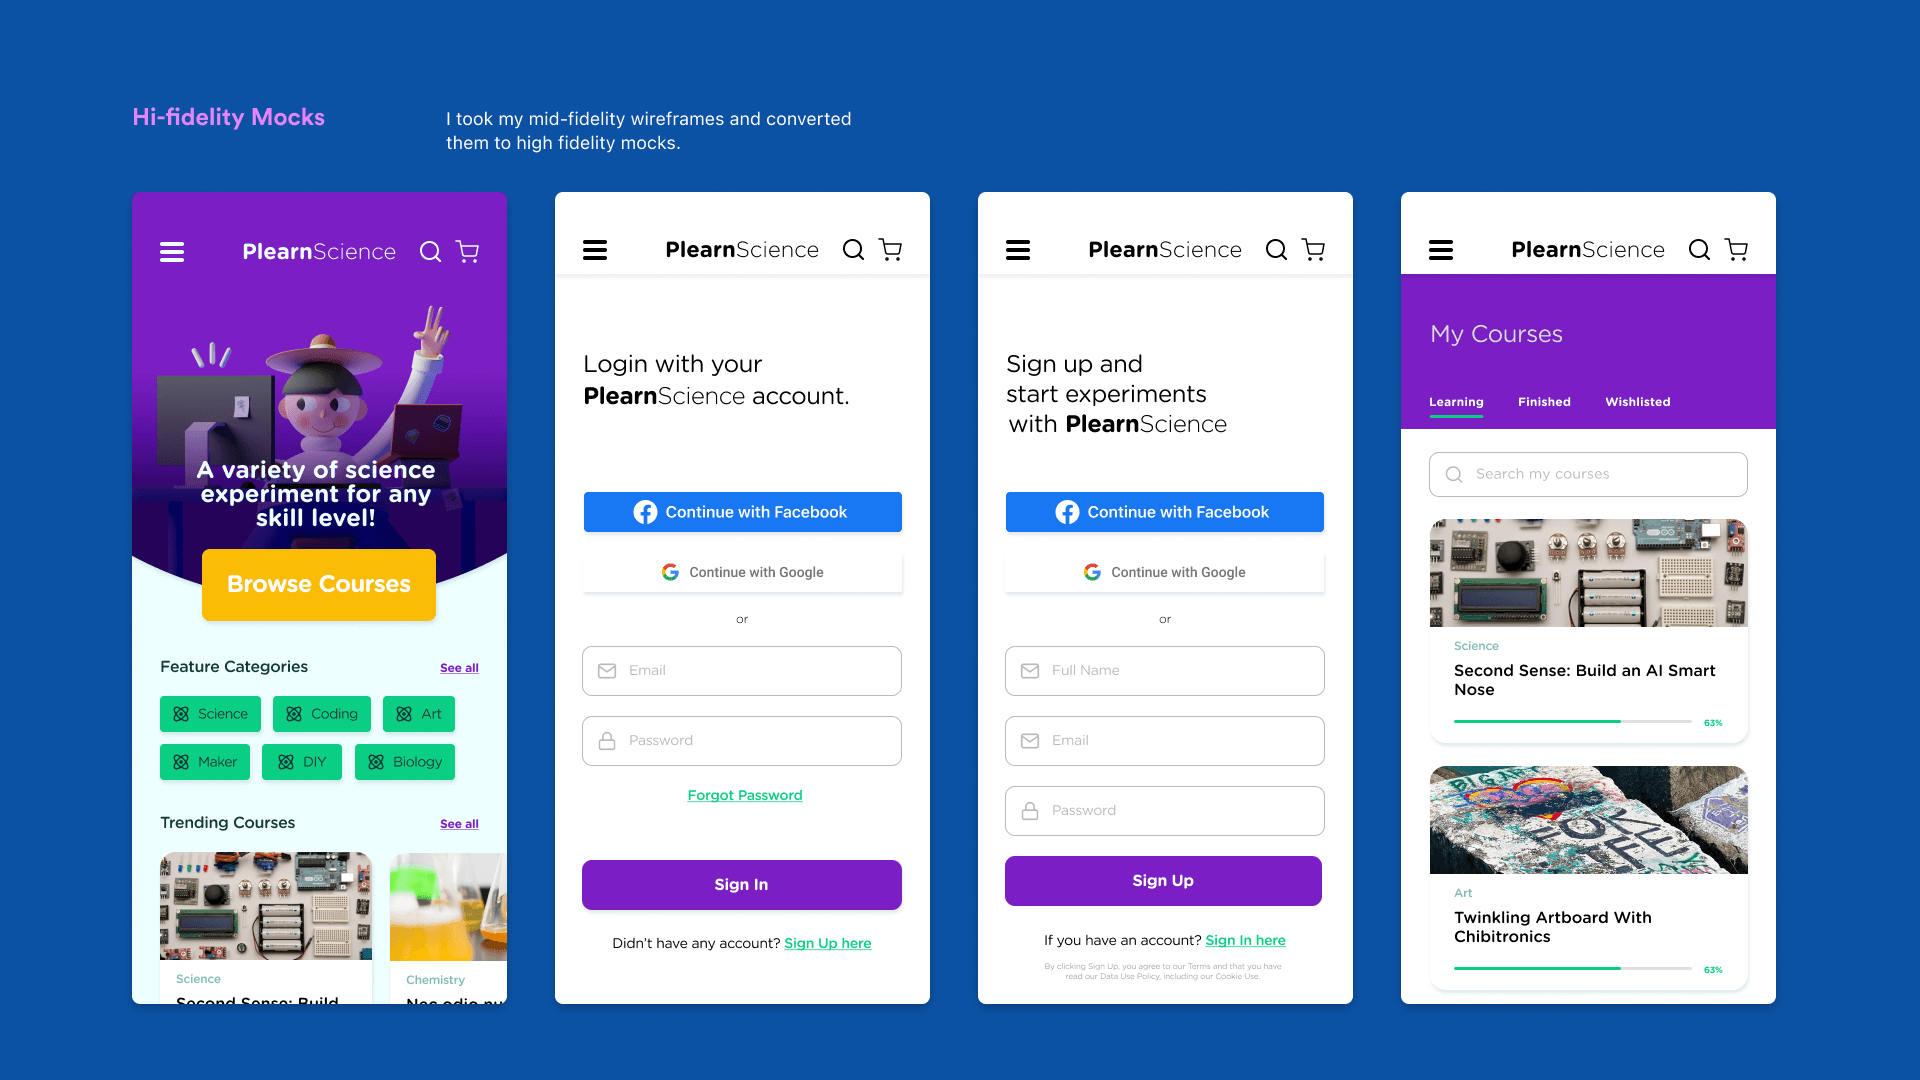 Hi-fidelity Mocks
I took my mid-fidelity wireframes and converted
them to high fidelity mocks.
PlearnScience
A variety of science
experiment for any
skill level!
Browse Courses
Feature Categories
See all
Science
Coding
Art
Maker
DIY
Biology
Trending Courses
See all
Science
Second Sense: Build
Chemistry
Nec odio
PlearnScience
Login with your
PlearnScience account.
Continue with Facebook
Continue with Google
or
Email
Password
Forgot Password
Sign In
Didn't have any account? Sign Up here
PlearnScience
Sign up and
start experiments
with PlearnScience
Continue with Facebook
Continue with Google
or
Full Name
Email
Password
Sign Up
If you have an account? Sign In here
By clicking Sign Up, you agree to our Terms and that you have
read our Data Use Policy, including our Cookie Use.
PlearnScience
My Courses
Learning
Finished
Wishlisted
Search my courses
Science
Second Sense: Build an AI Smart
Nose
63%
Art
Twinkling Artboard With
Chibitronics
63%